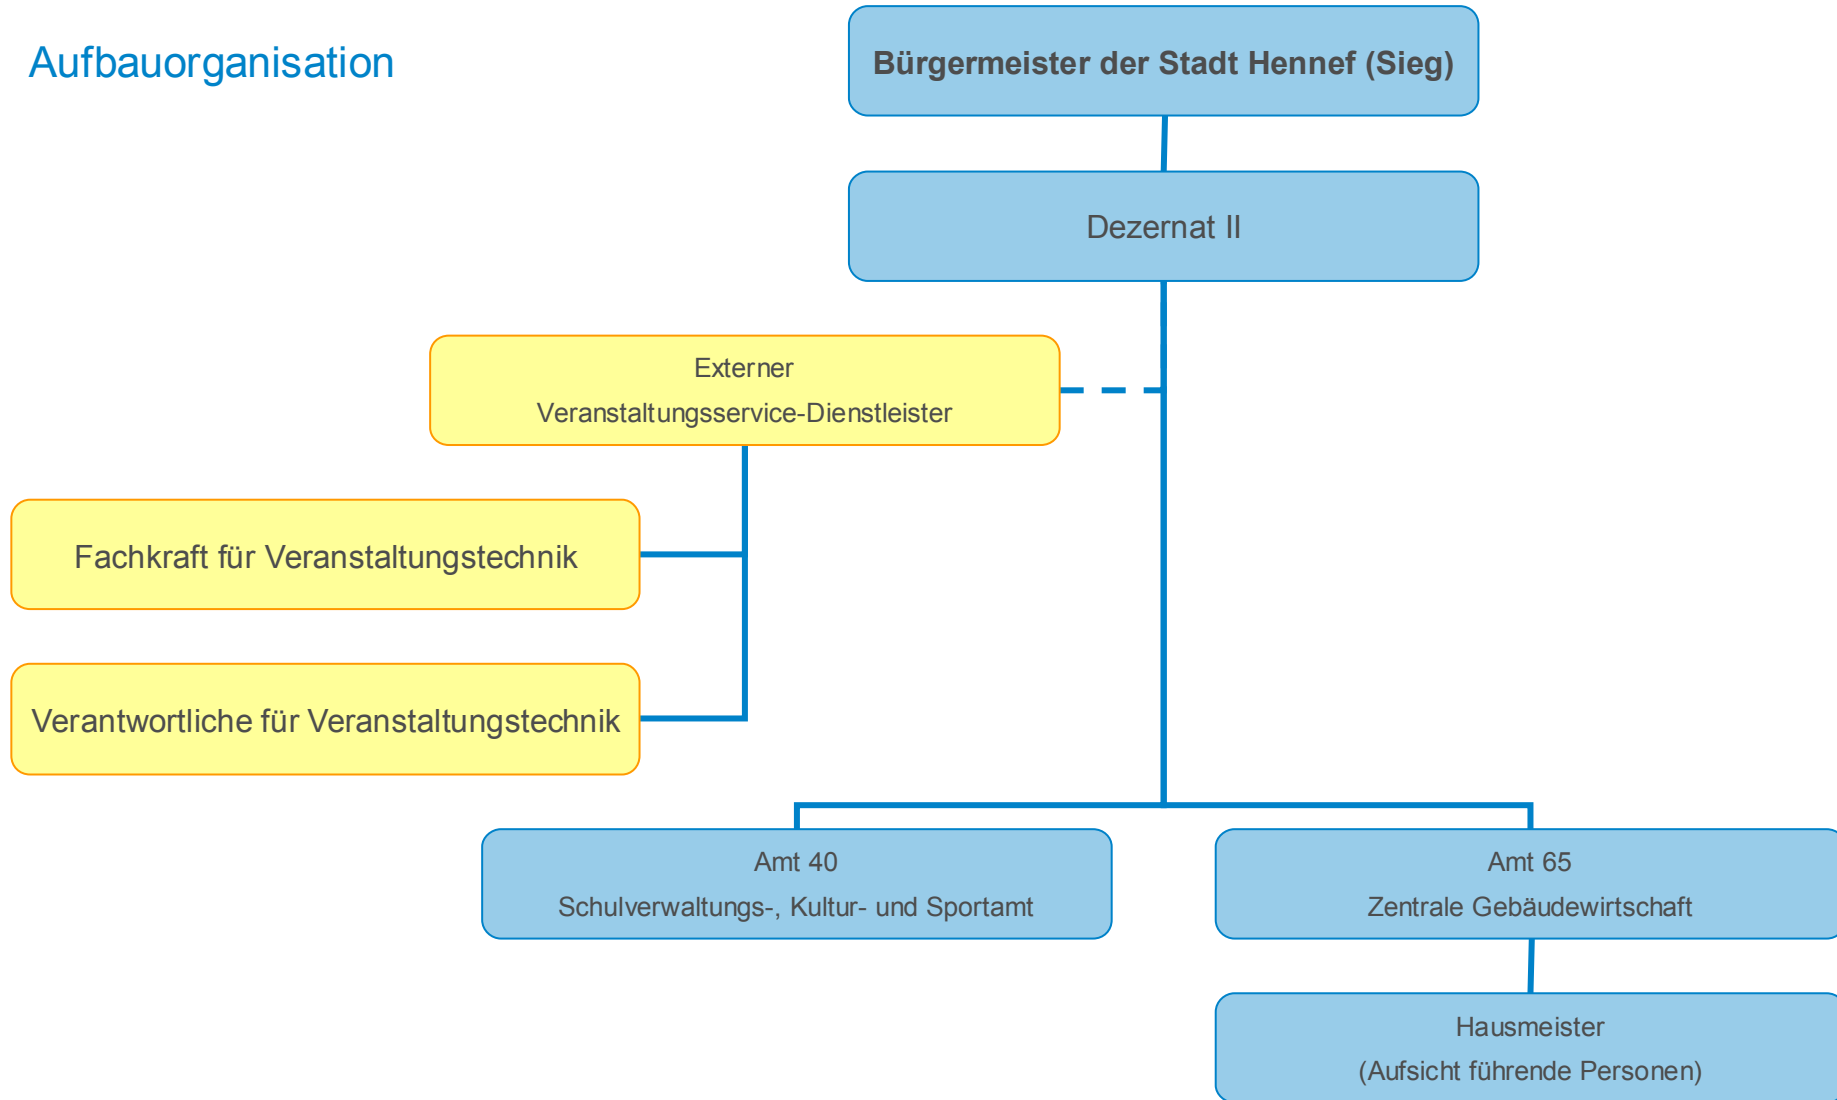 Aufbauorganisation
Bürgermeister der Stadt Hennef (Sieg)
Dezernat II
Externer
Veranstaltungsservice-Dienstleister
Fachkraft für Veranstaltungstechnik
Verantwortliche für Veranstaltungstechnik
Amt 40
Schulverwaltungs-, Kultur- und Sportamt
Amt 65
Zentrale Gebäudewirtschaft
Hausmeister
(Aufsicht führende Personen)